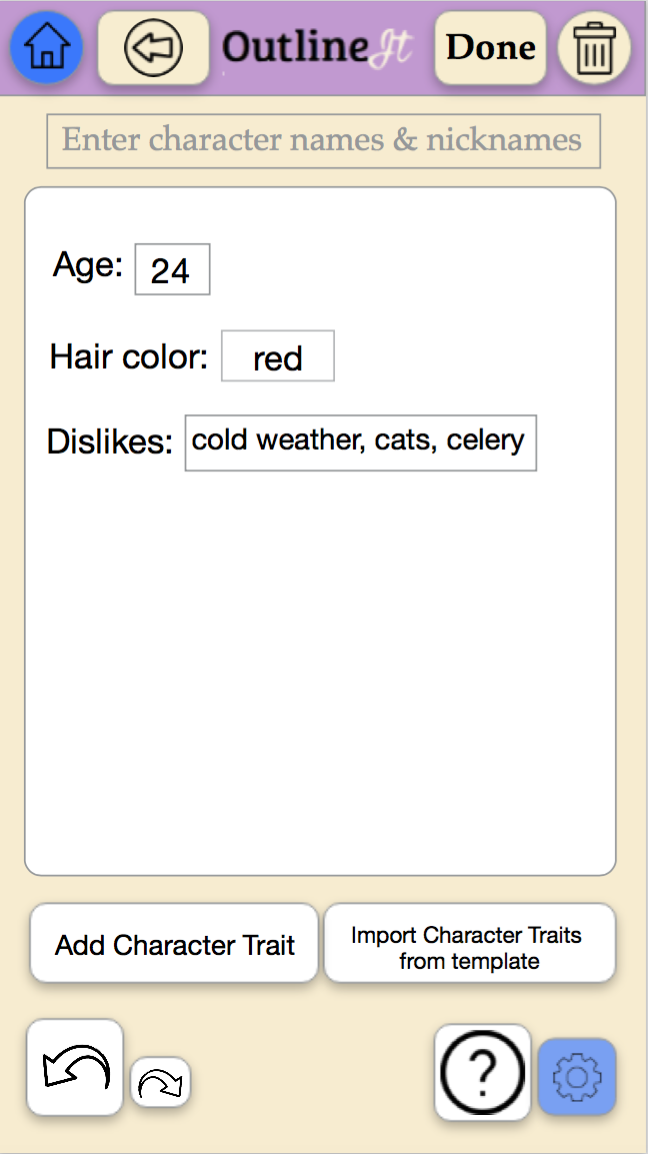 OutlineIt
Done
Enter character names & nicknames
Age: 24
Hair color: red
Dislikes: cold weather, cats, celery
Add Character Trait
Import Character Traits
from template
?